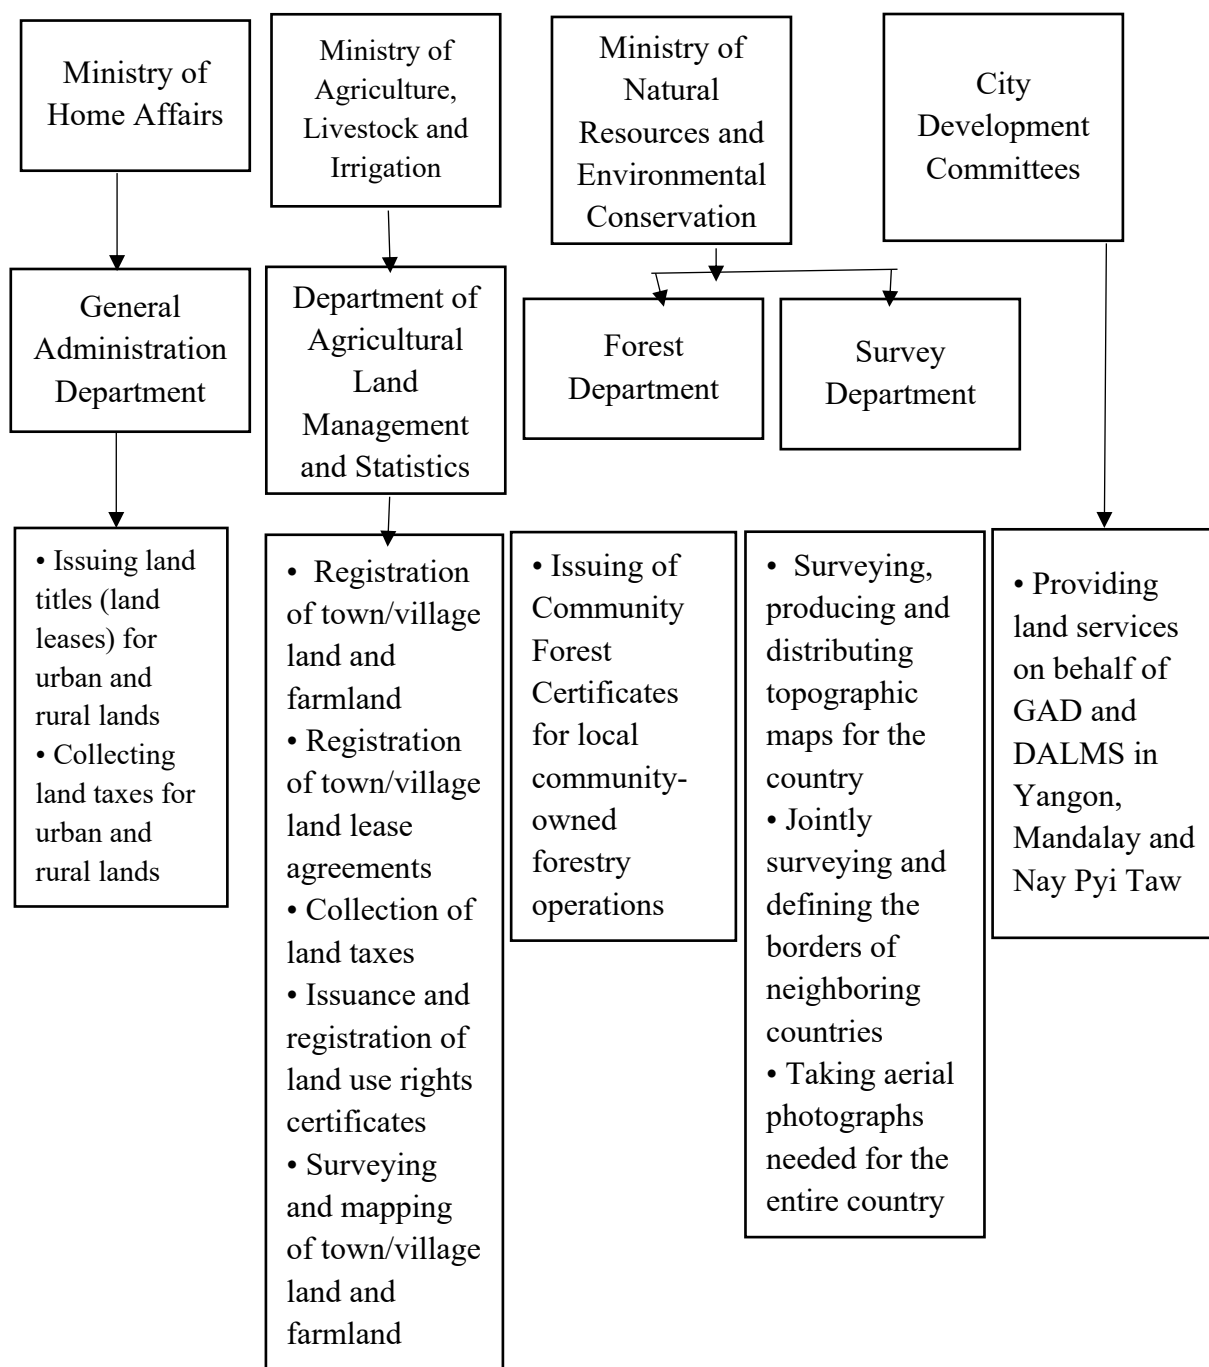 Ministry of
Home Affairs
Ministry of
Agriculture,
Livestock and
Irrigation
Ministry of
Natural
Resources and
Environmental
Conservation
City
Development
Committees
General
Administration
Department
Department of
Agricultural
Land
Management
and Statistics
Forest
Department
Survey
Department
• Issuing land
titles (land
leases) for
urban and
rural lands
• Collecting
land taxes for
urban and
rural lands
• Registration
of town/village
land and
farmland
• Registration
of town/village
land lease
agreements
• Collection of
land taxes
• Issuance and
registration of
land use rights
certificates
• Surveying
and mapping
of town/village
land and
farmland
• Issuing of
Community
Forest
Certificates
for local
community-
owned
forestry
operations
• Surveying,
producing and
distributing
topographic
maps for the
country
• Jointly
surveying and
defining the
borders of
neighboring
countries
• Taking aerial
photographs
needed for the
entire country
• Providing
land services
on behalf of
GAD and
DALMS in
Yangon,
Mandalay and
Nay Pyi Taw